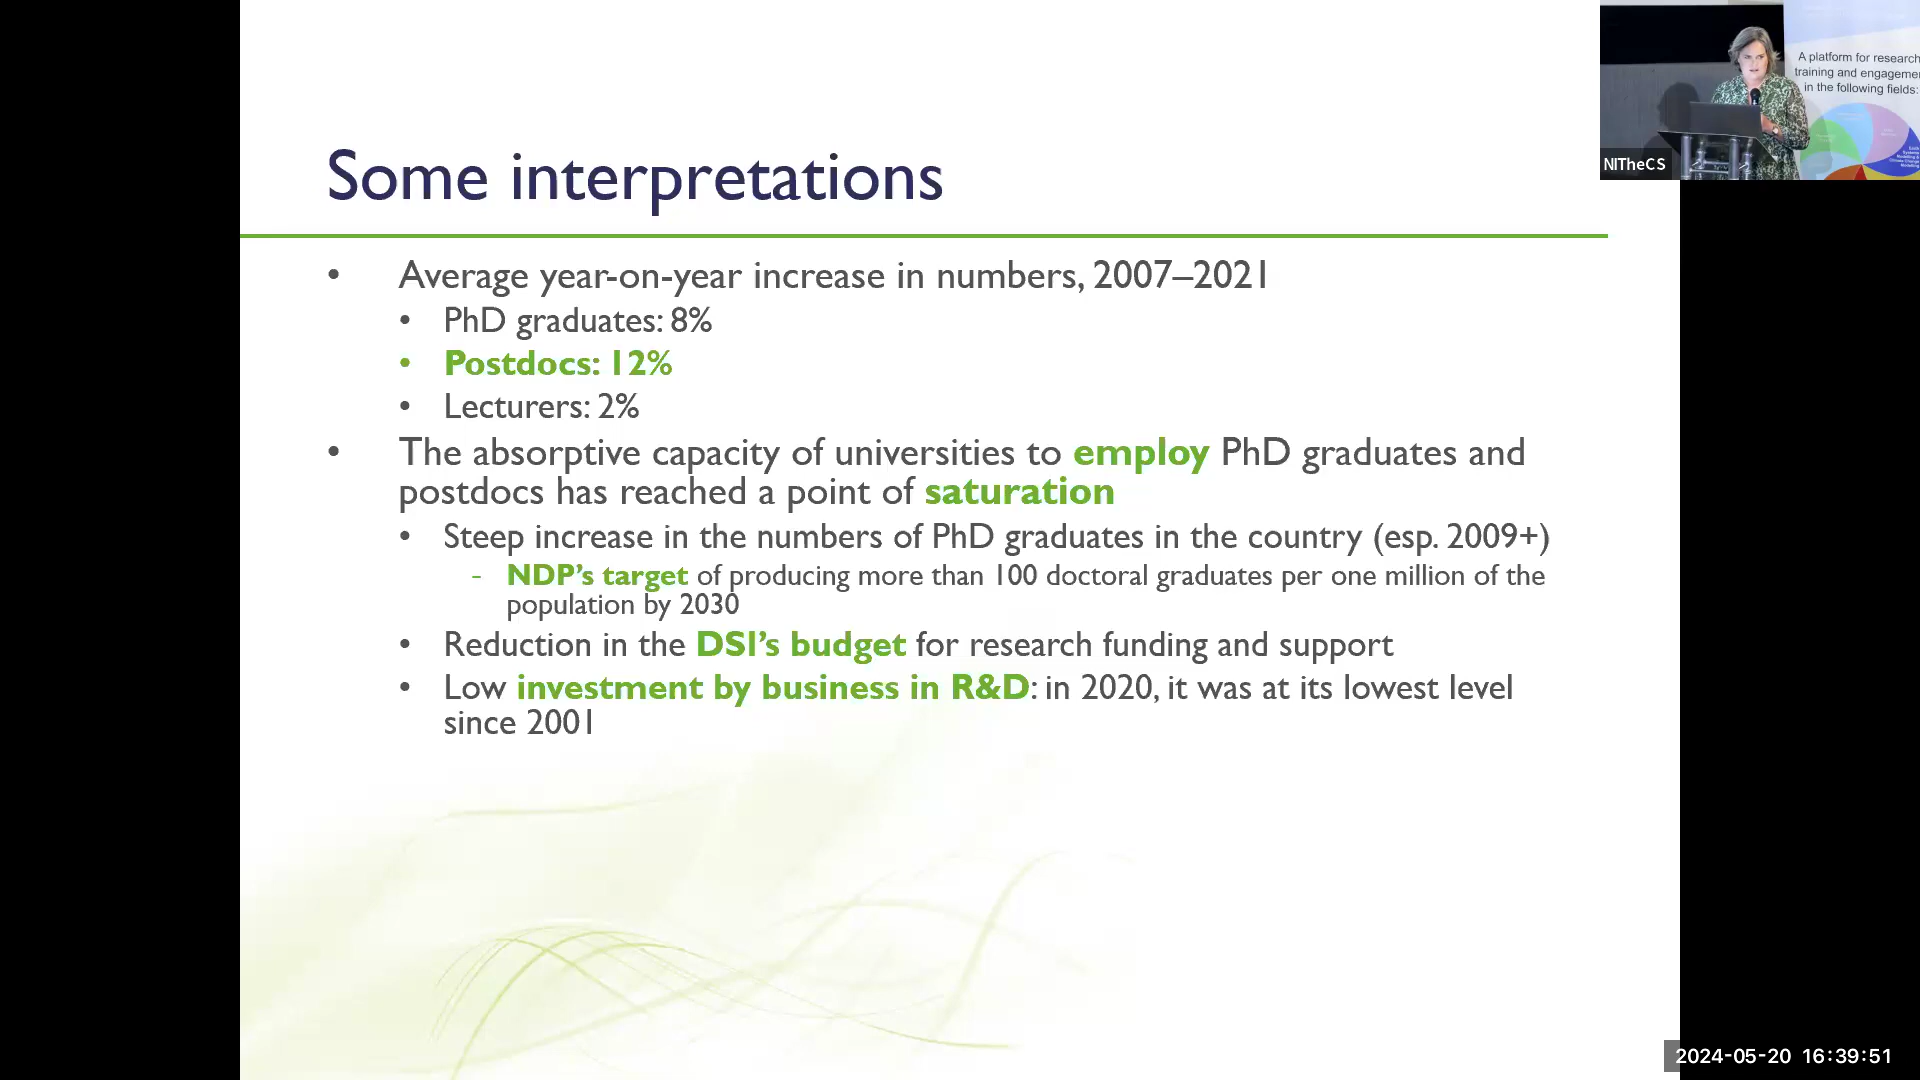 Some interpretations
• Average year-on-year increase in numbers, 2007–2021
• PhD graduates: 8%
• Postdocs: 12%
• Lecturers: 2%
• The absorptive capacity of universities to employ PhD graduates and
postdocs has reached a point of saturation
• Steep increase in the numbers of PhD graduates in the country (esp. 2009+)
- NDP's target of producing more than 100 doctoral graduates per one million of the
population by 2030
• Reduction in the DSI's budget for research funding and support
• Low investment by business in R&D: in 2020, it was at its lowest level
since 2001
A platform for research
training and engagemen
in the following fields:
NITheCS
2024-05-20 16:39:51